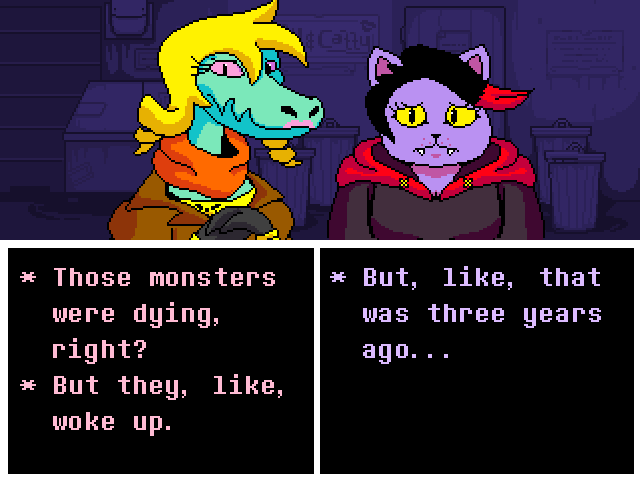 * Those monsters
were dying,
right?
* But they, like,
woke up.
* But, like, that
was three years
ago...